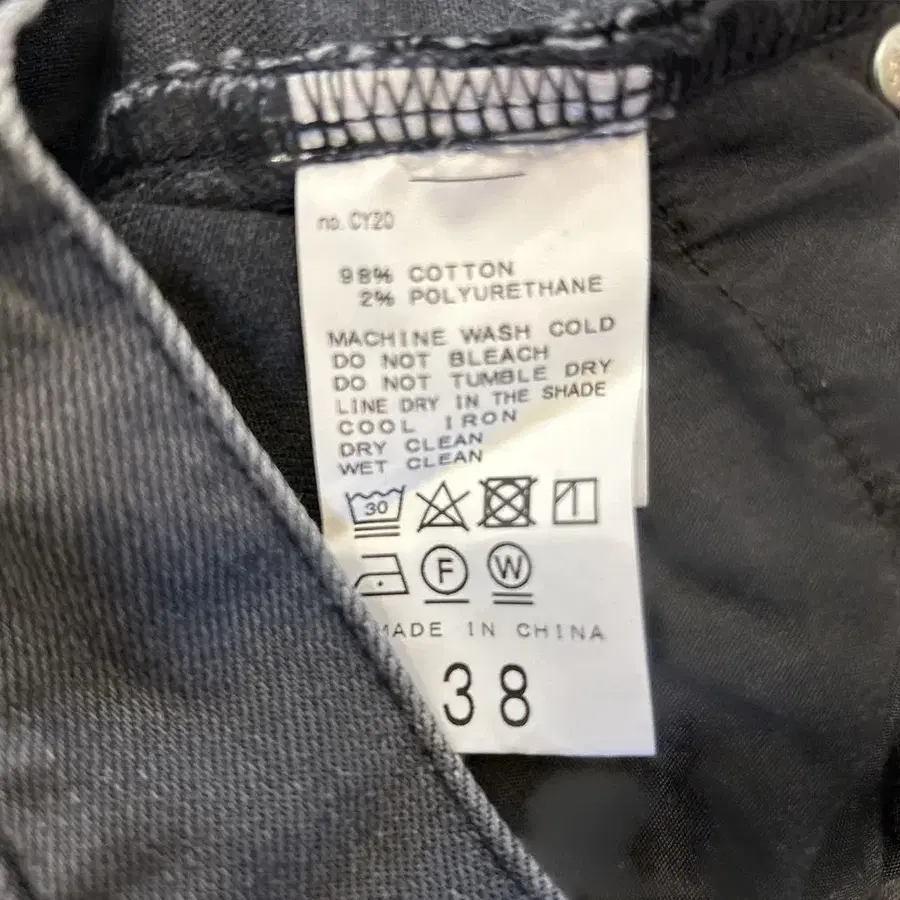 no. CY20
98% COTTON
2% POLYURETHANE
MACHINE WASH COLD
DO NOT BLEACH
DO NOT TUMBLE DRY
LINE DRY IN THE SHADE
COOL IRON
DRY CLEAN
WET CLEAN
30
F W
MADE IN CHINA
38